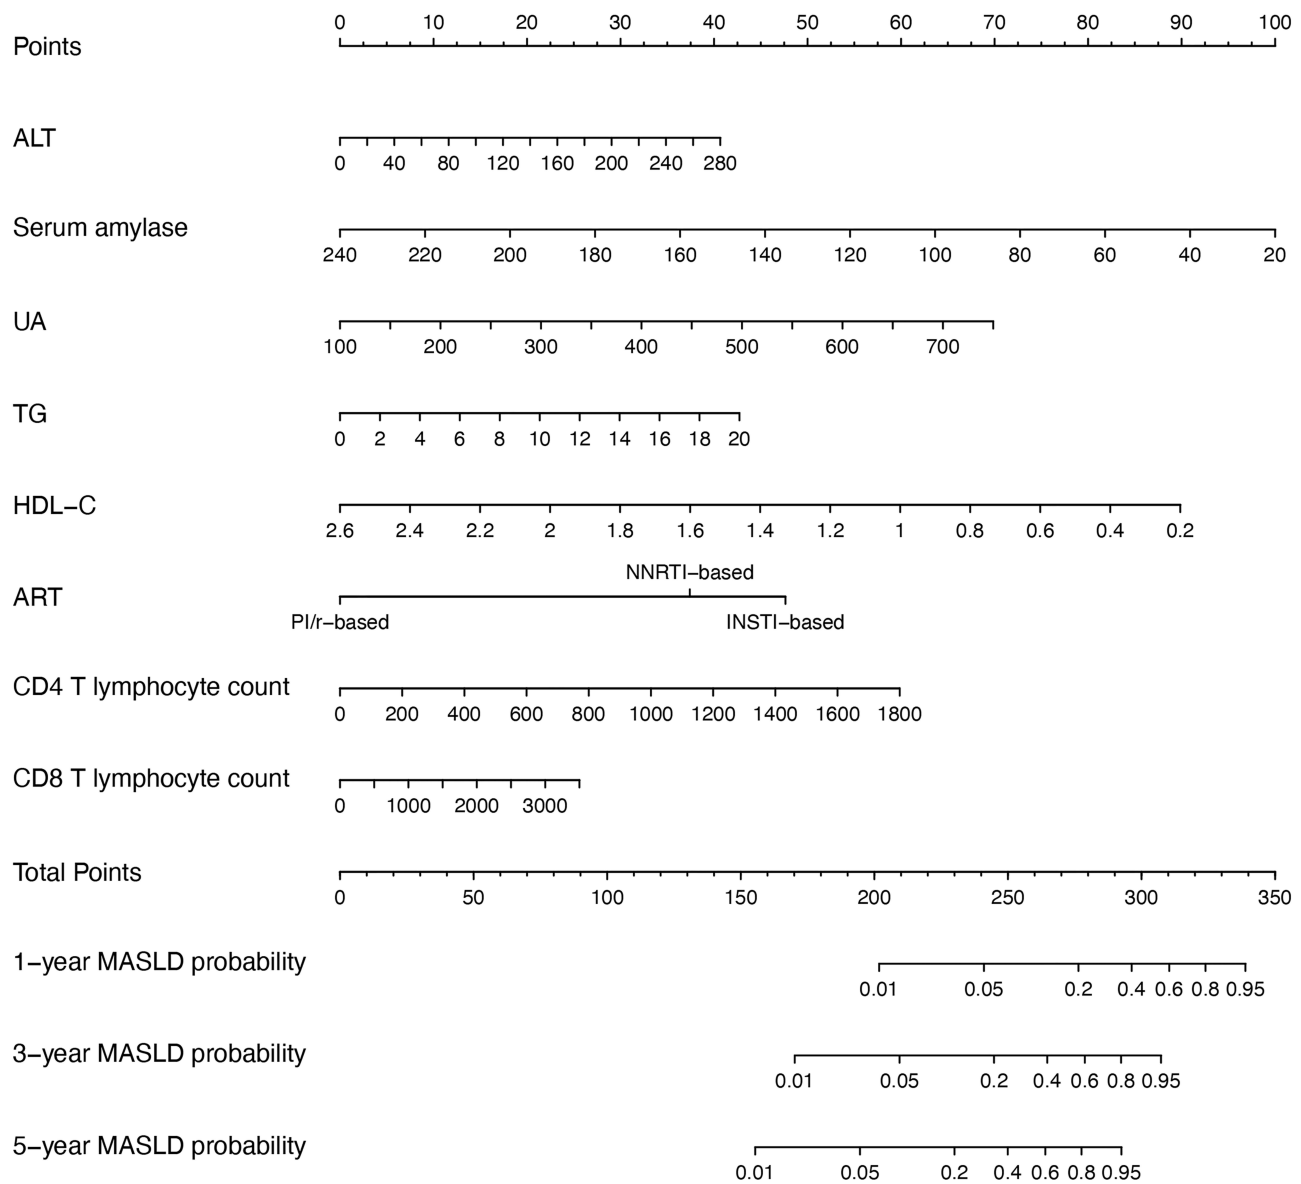 0 10 20 30 40 50 60 70 80 90 100
Points
ALT
0 40 80 120 160 200 240 280
Serum amylase
240 220 200 180 160 140 120 100 80 60 40 20
UA
100 200 300 400 500 600 700
TG
0 2 4 6 8 10 12 14 16 18 20
HDL−C
2.6 2.4 2.2 2 1.8 1.6 1.4 1.2 1 0.8 0.6 0.4 0.2
NNRTI−based
ART
PI/r−based INSTI−based
CD4 T lymphocyte count
0 200 400 600 800 1000 1200 1400 1600 1800
CD8 T lymphocyte count
0 1000 2000 3000
Total Points
0 50 100 150 200 250 300 350
1−year MASLD probability
0.01 0.05 0.2 0.4 0.6 0.8 0.95
3−year MASLD probability
0.01 0.05 0.2 0.4 0.6 0.8 0.95
5−year MASLD probability
0.01 0.05 0.2 0.4 0.6 0.8 0.95